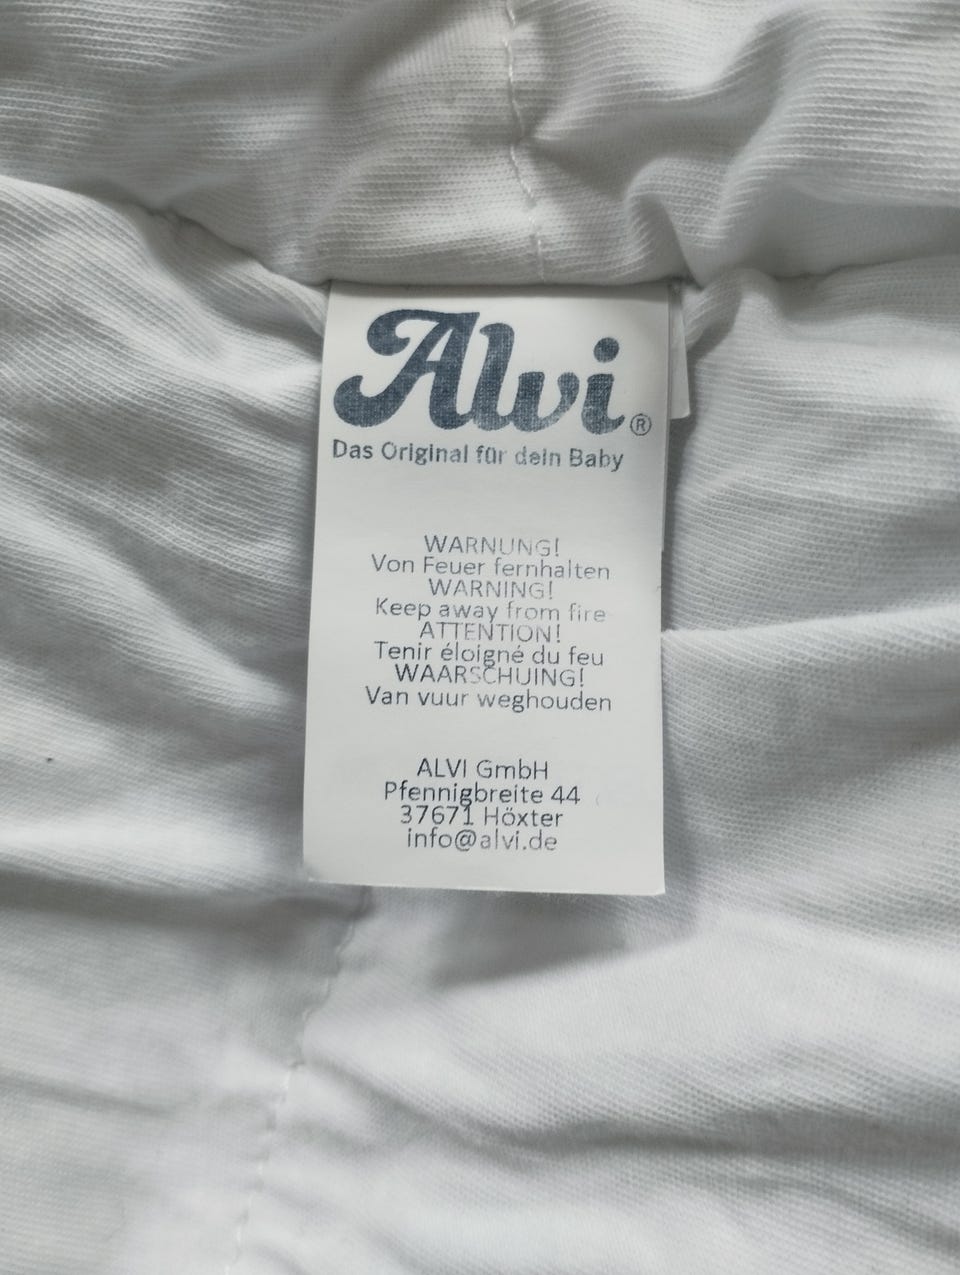 Alvi®
Das Original für dein Baby
WARNUNG!
Von Feuer fernhalten
WARNING!
Keep away from fire
ATTENTION!
Tenir éloigné du feu
WAARSCHUING!
Van vuur weghouden
ALVI GmbH
Pfennigbreite 44
37671 Höxter
info@alvi.de